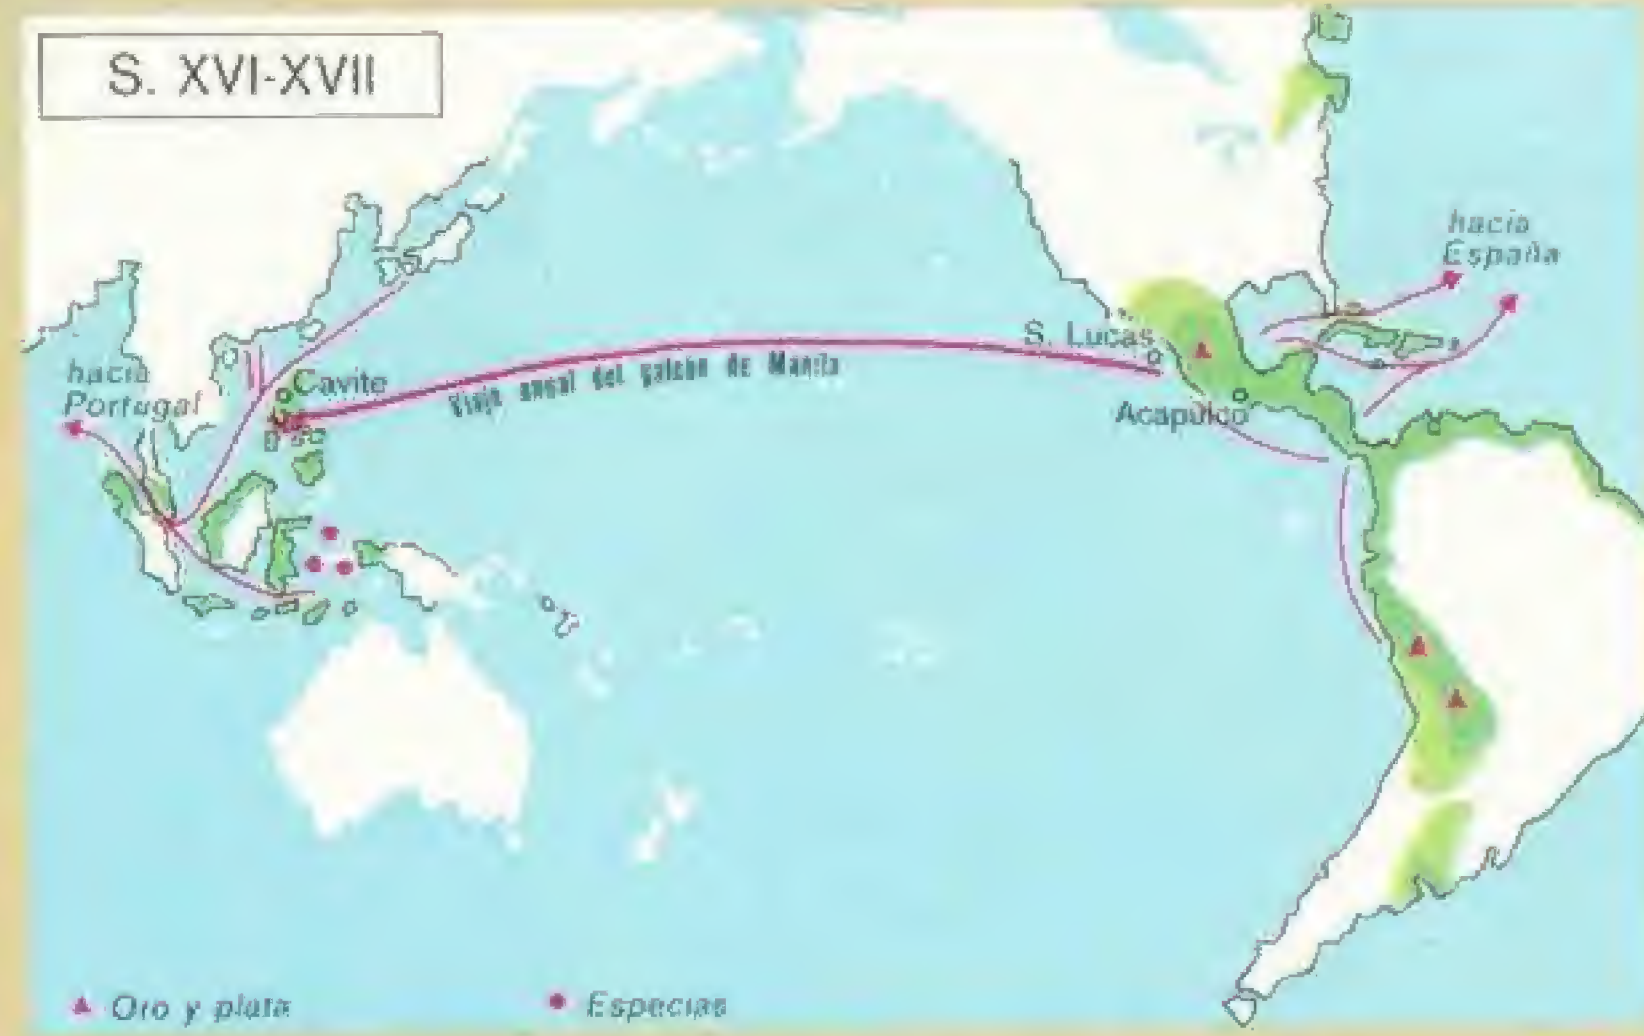 S. XVI-XVII
hacia
España
S. Lucas
hacia
Portugal
Cavite
Viaje anual del galeón de Manila
Acapulco
Oro y plata
Especias